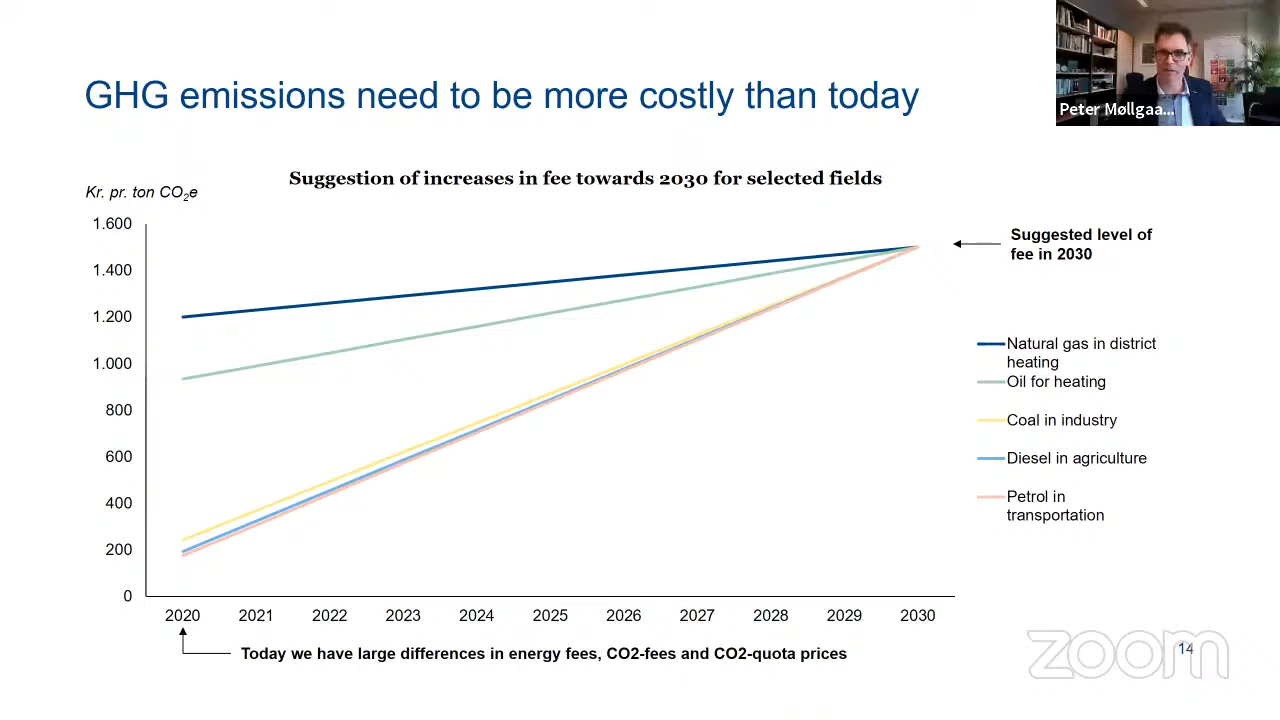 GHG emissions need to be more costly than today
Peter Møllgaa...
Suggestion of increases in fee towards 2030 for selected fields
Kr. pr. ton CO2e
1.600
1.400
1.200
1.000
800
600
400
200
0
2020 2021 2022 2023 2024 2025 2026 2027 2028 2029 2030
Suggested level of
fee in 2030
Natural gas in district
heating
Oil for heating
Coal in industry
Diesel in agriculture
Petrol in
transportation
Today we have large differences in energy fees, CO2-fees and CO2-quota prices
zoom
14